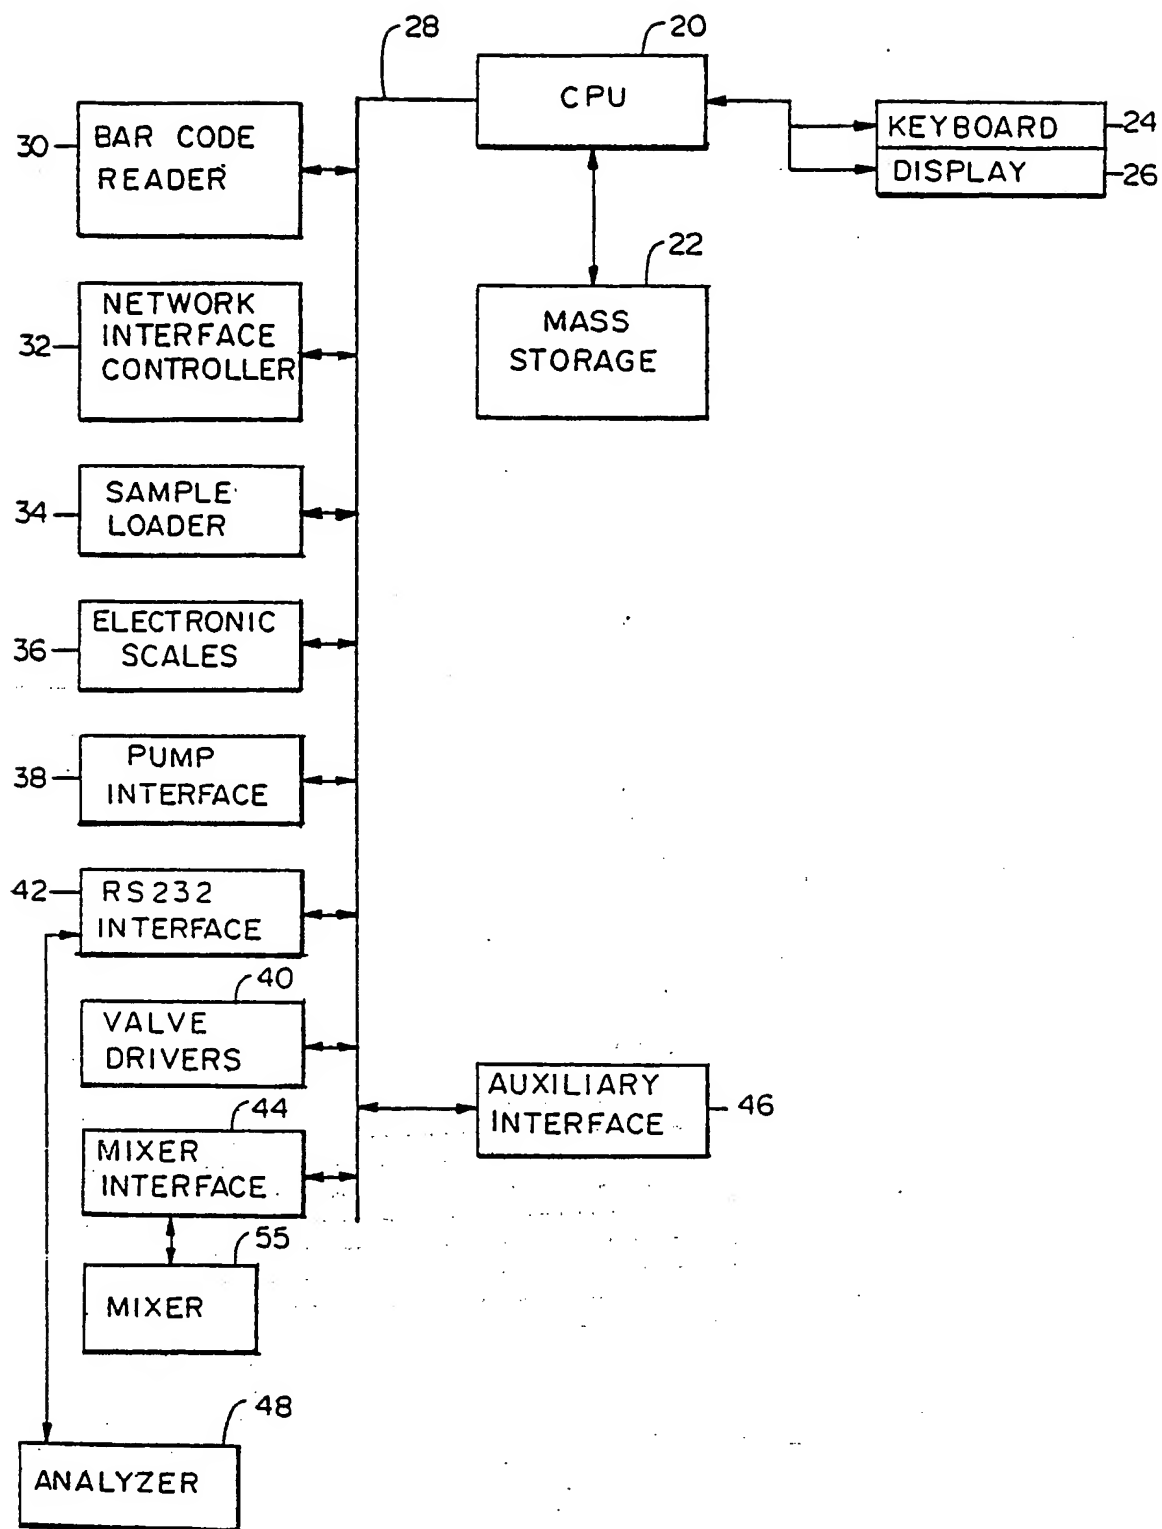 28
20
CPU
KEYBOARD
24
DISPLAY
26
30
BAR CODE
READER
22
MASS
STORAGE
32
NETWORK
INTERFACE
CONTROLLER
34
SAMPLE
LOADER
36
ELECTRONIC
SCALES
38
PUMP
INTERFACE
42
RS232
INTERFACE
40
VALVE
DRIVERS
AUXILIARY
INTERFACE
46
44
MIXER
INTERFACE
55
MIXER
48
ANALYZER